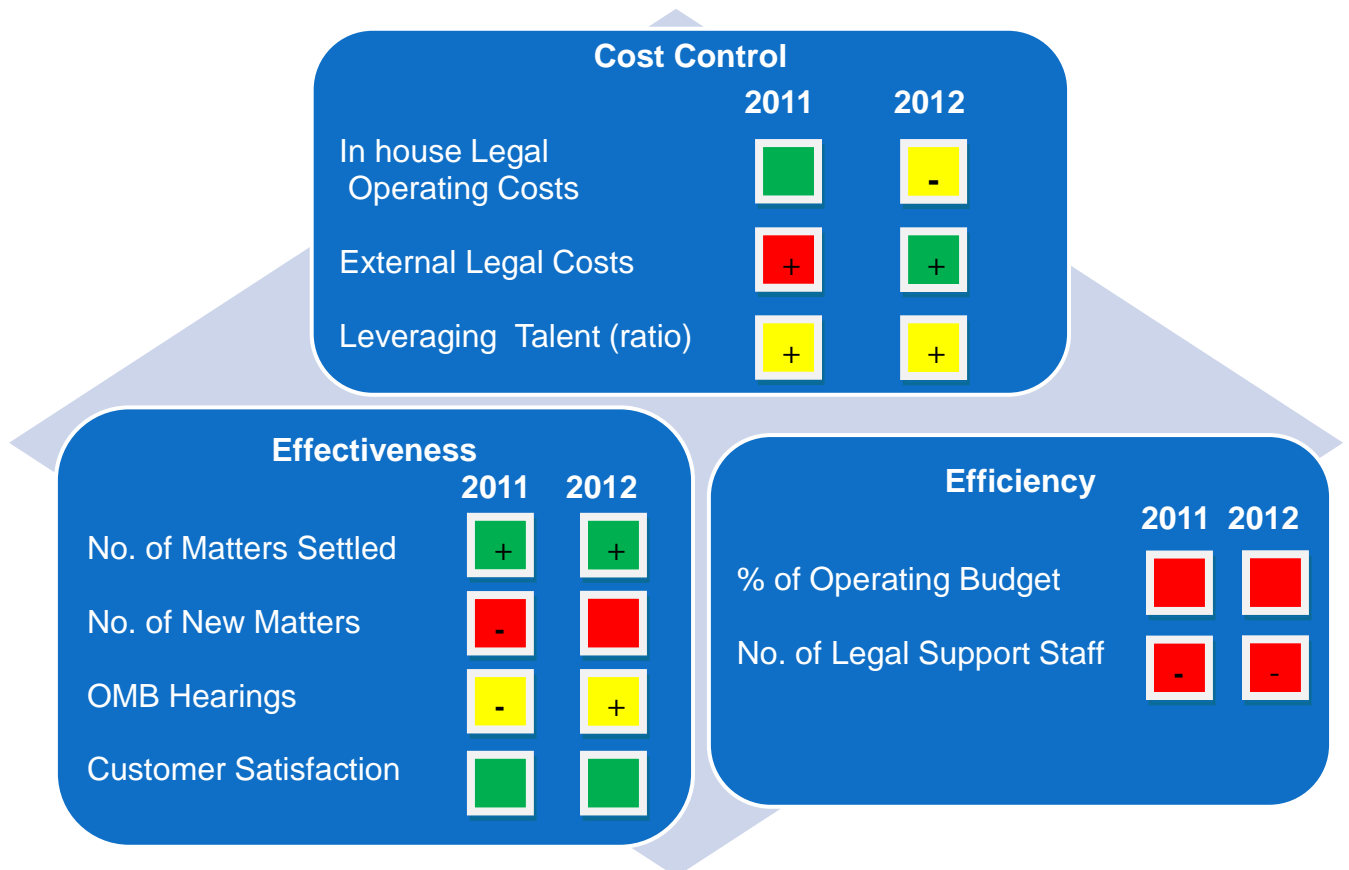 Cost Control
2011 2012
In house Legal
Operating Costs
-
External Legal Costs + +
Leveraging Talent (ratio) + +
Effectiveness
2011 2012
No. of Matters Settled + +
No. of New Matters -
OMB Hearings - +
Customer Satisfaction
Efficiency
2011 2012
% of Operating Budget
No. of Legal Support Staff - -